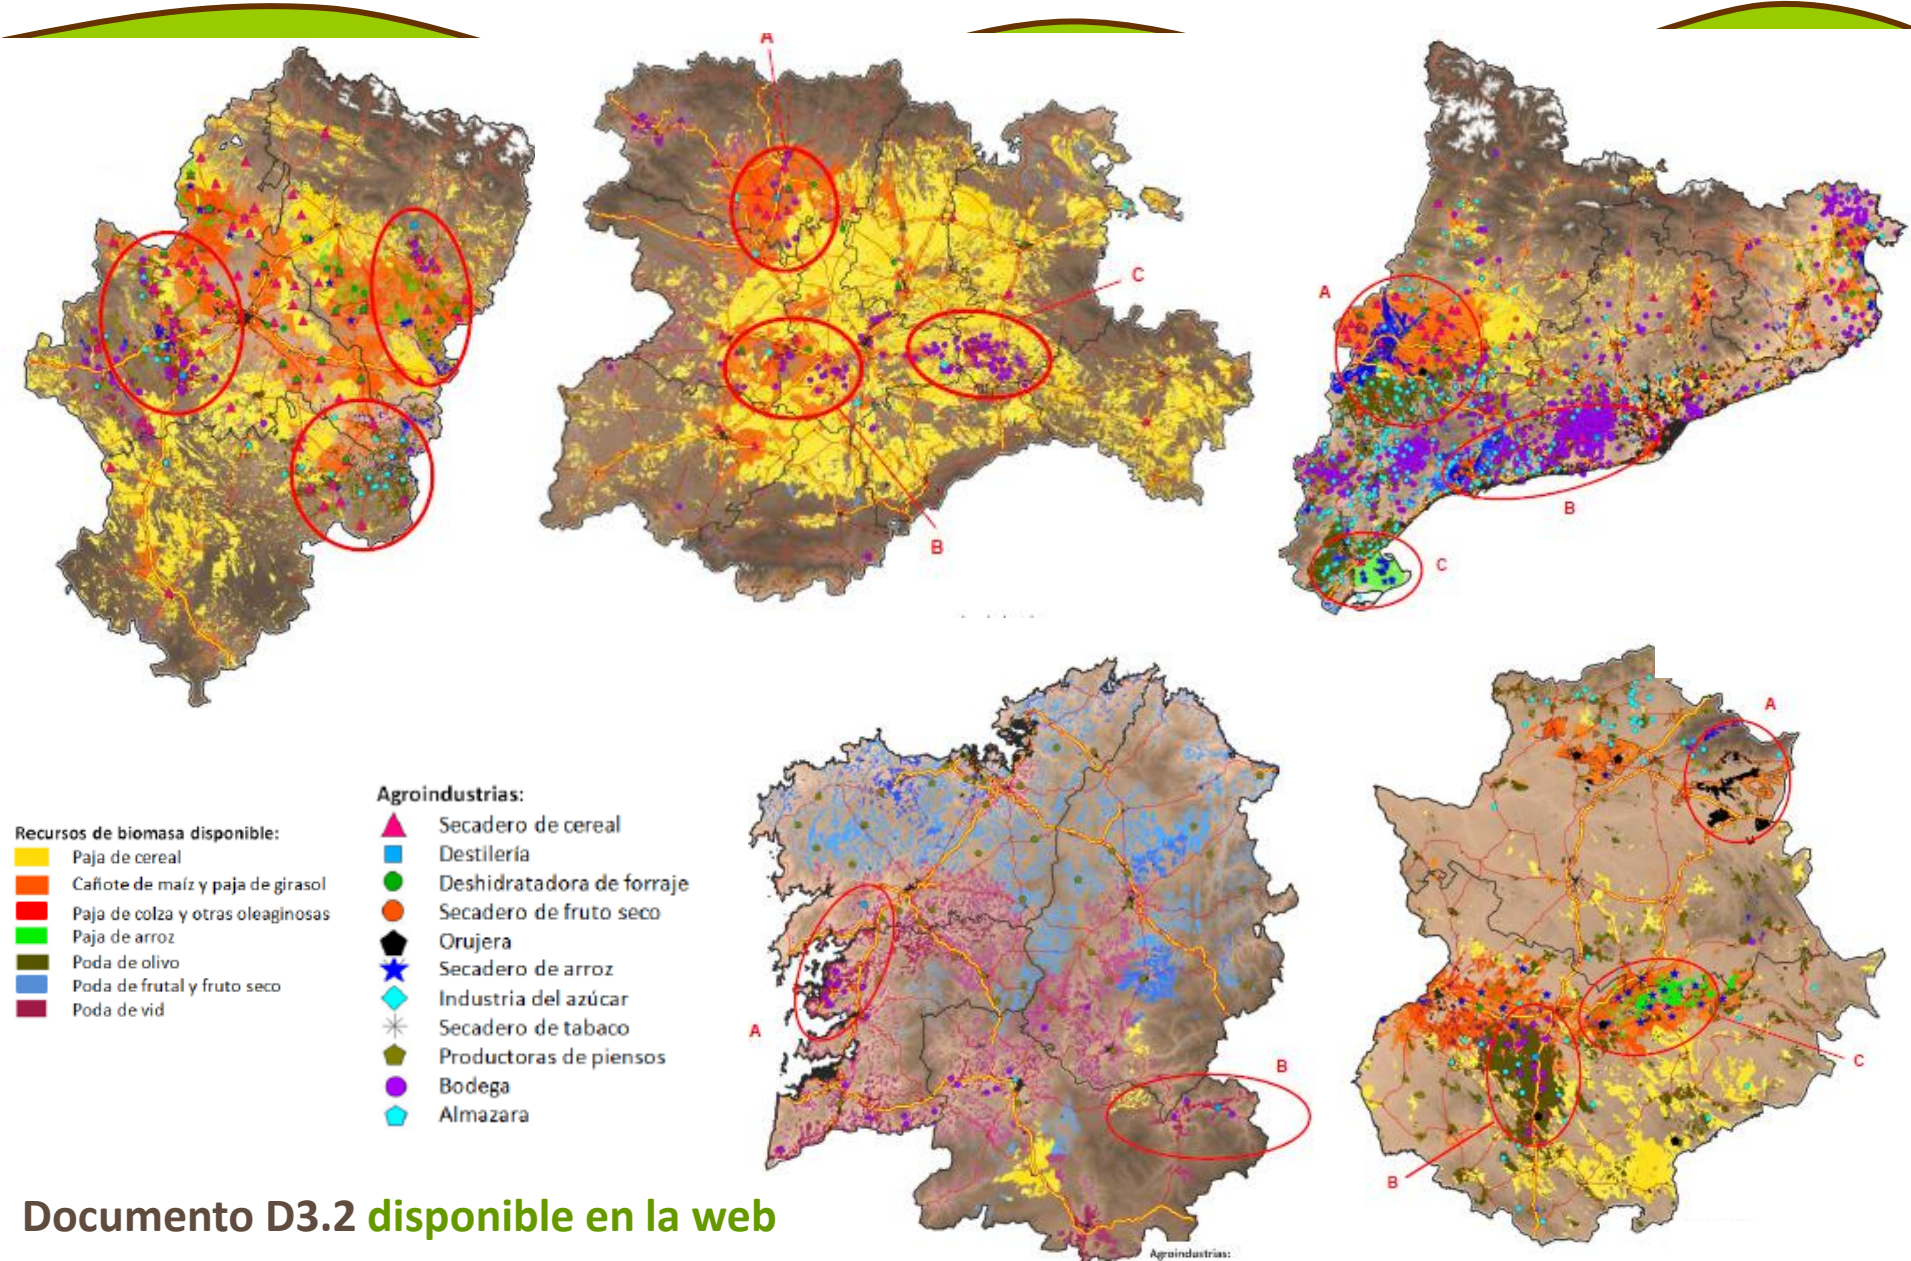 A
C
B
A
B
C
Recursos de biomasa disponible:
Paja de cereal
Cañote de maíz y paja de girasol
Paja de colza y otras oleaginosas
Paja de arroz
Poda de olivo
Poda de frutal y fruto seco
Poda de vid
Agroindustrias:
Secadero de cereal
Destilería
Deshidratadora de forraje
Secadero de fruto seco
Orujera
Secadero de arroz
Industria del azúcar
Secadero de tabaco
Productoras de piensos
Bodega
Almazara
A
B
Agroindustrias:
A
C
B
Documento D3.2 disponible en la web